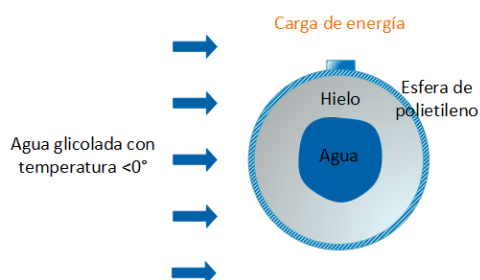 Carga de energía
Esfera de
polietileno
Hielo
Agua
Agua glicolada con
temperatura <0°